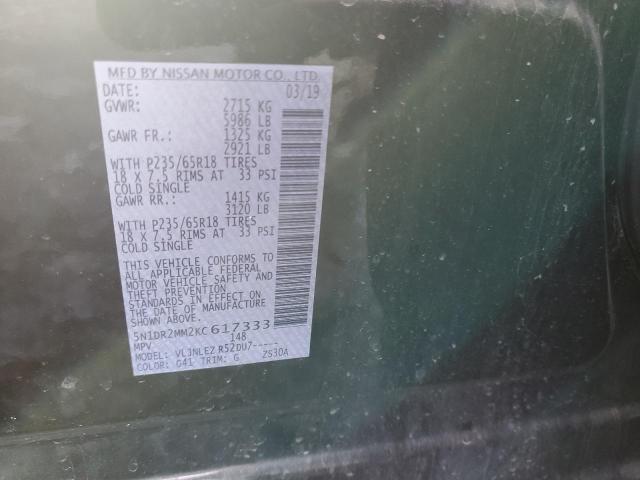 MFD BY NISSAN MOTOR CO., LTD.
DATE: 03/19
GVWR: 2715 KG
5986 LB
GAWR FR.: 1325 KG
2921 LB
WITH P235/65R18 TIRES
18 X 7.5 RIMS AT 33 PSI
COLD SINGLE
GAWR RR.: 1415 KG
3120 LB
WITH P235/65R18 TIRES
18 X 7.5 RIMS AT 33 PSI
COLD SINGLE
THIS VEHICLE CONFORMS TO
ALL APPLICABLE FEDERAL
MOTOR VEHICLE SAFETY AND
THEFT PREVENTION
STANDARDS IN EFFECT ON
THE DATE OF MANUFACTURE
SHOWN ABOVE.
5N1DR2MM2KC617333
MPV 148
MODEL: VLJNLEZ R52DU7-----
COLOR: G41 TRIM: G ZS30A